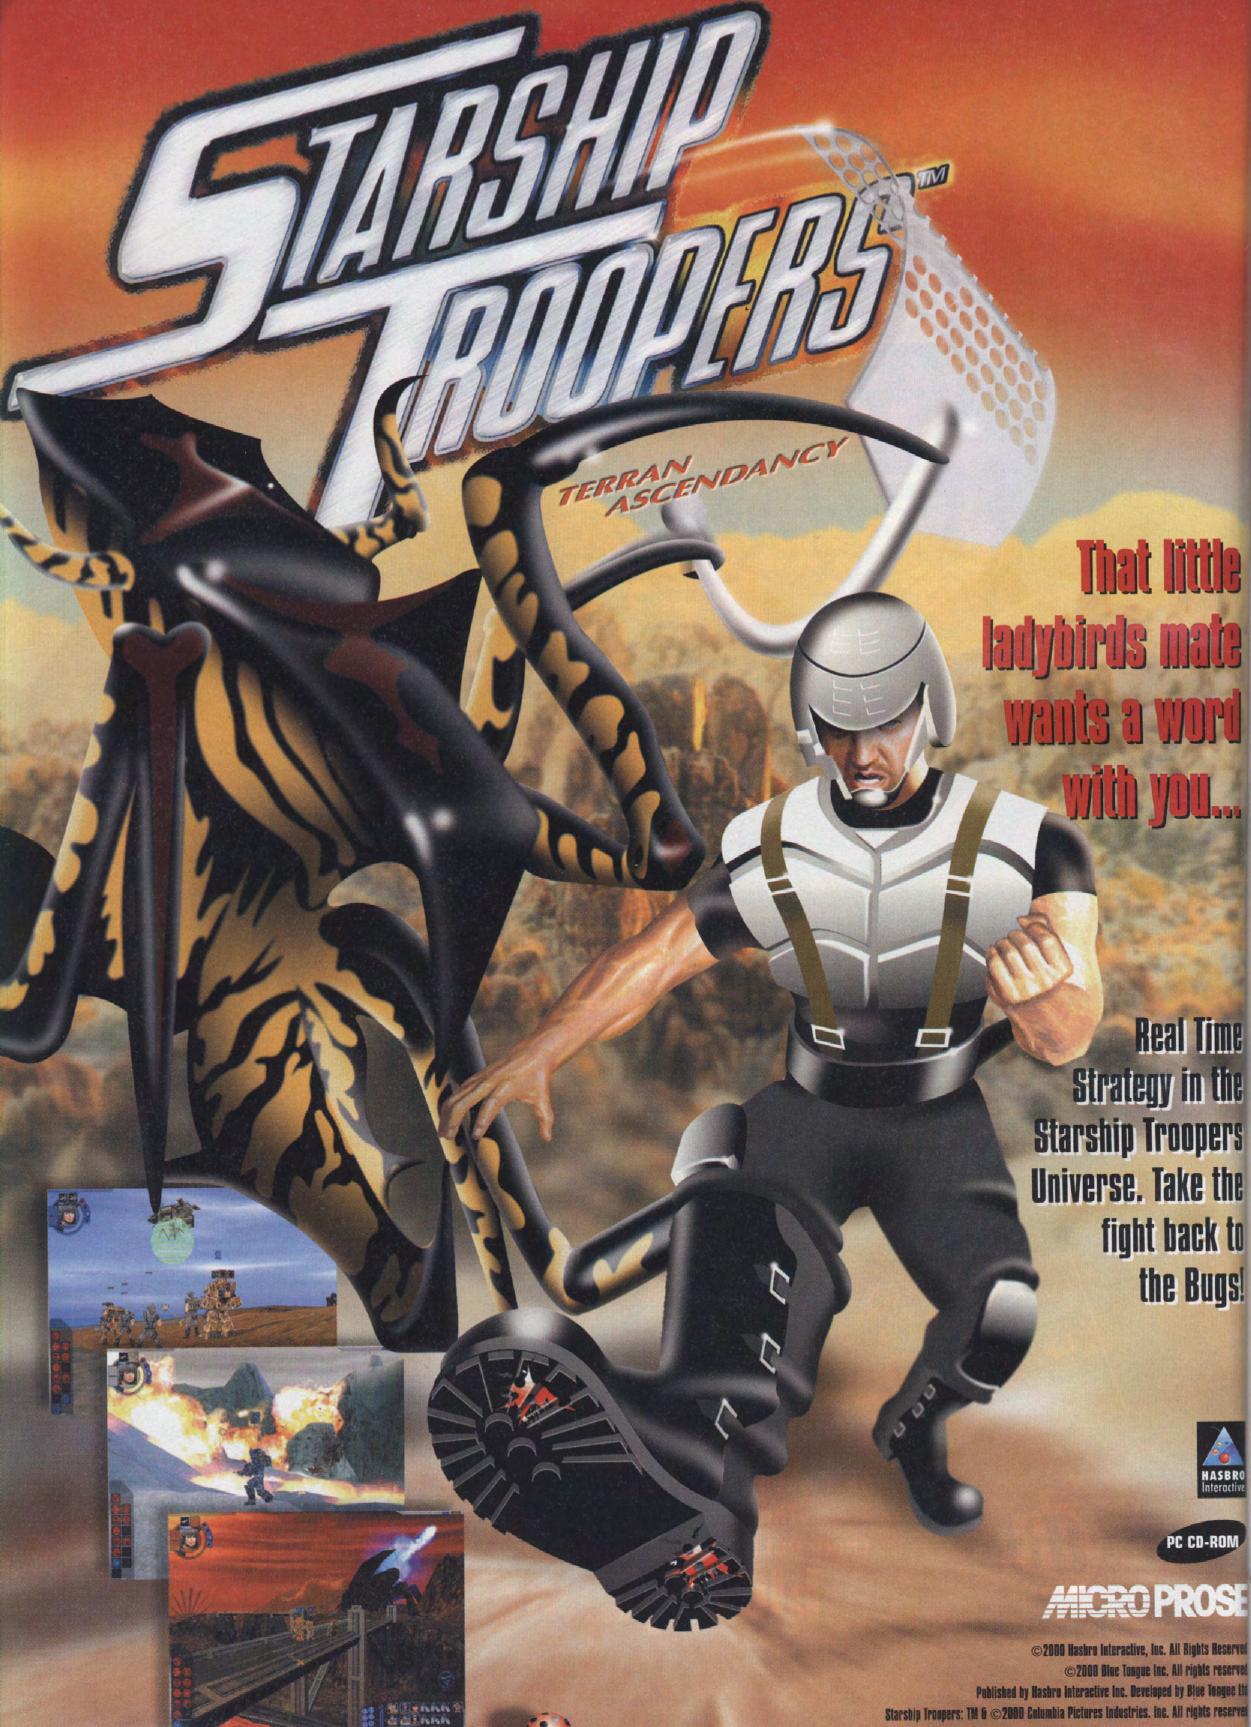 STARSHIP
TROOPERS™
TERRAN
ASCENDANCY
That little
ladybirds mate
wants a word
with you...
Real Time
Strategy in the
Starship Troopers
Universe. Take the
fight back to
the Bugs!
HASBRO
Interactive
PC CD-ROM
MICROPROSE
©2000 Hasbro Interactive, Inc. All Rights Reserved
©2000 Blue Tongue Inc. All rights reserved
Published by Hasbro Interactive Inc. Developed by Blue Tongue
Starship Troopers: TM & ©2000 Columbia Pictures Industries. Inc. All rights reserved